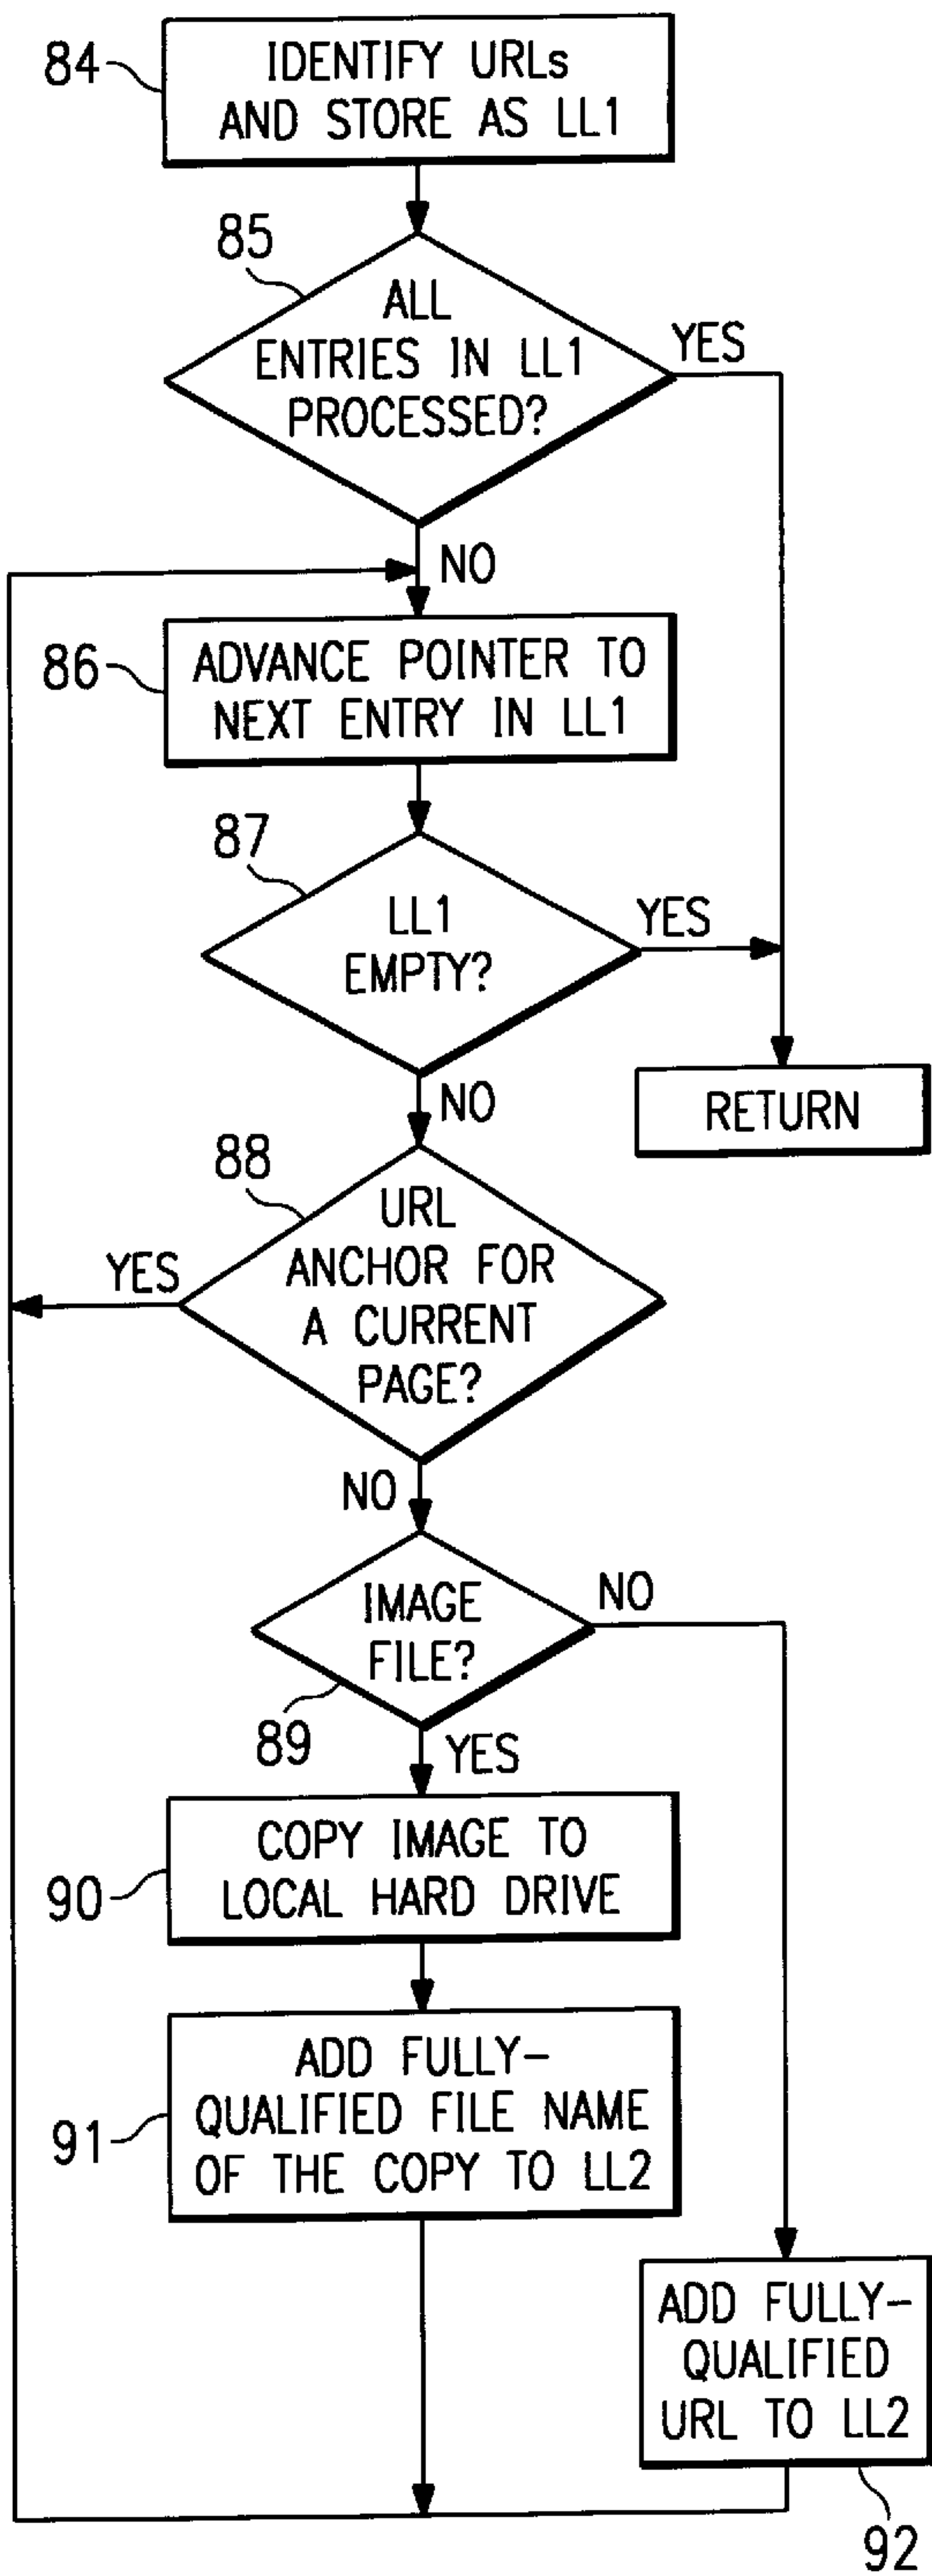 84
IDENTIFY URLs
AND STORE AS LL1
85
ALL
ENTRIES IN LL1
PROCESSED?
YES
NO
86
ADVANCE POINTER TO
NEXT ENTRY IN LL1
87
LL1
EMPTY?
YES
NO
RETURN
88
URL
ANCHOR FOR
A CURRENT
PAGE?
YES
NO
IMAGE
FILE?
NO
89
YES
90
COPY IMAGE TO
LOCAL HARD DRIVE
91
ADD FULLY-
QUALIFIED FILE NAME
OF THE COPY TO LL2
ADD FULLY-
QUALIFIED
URL TO LL2
92